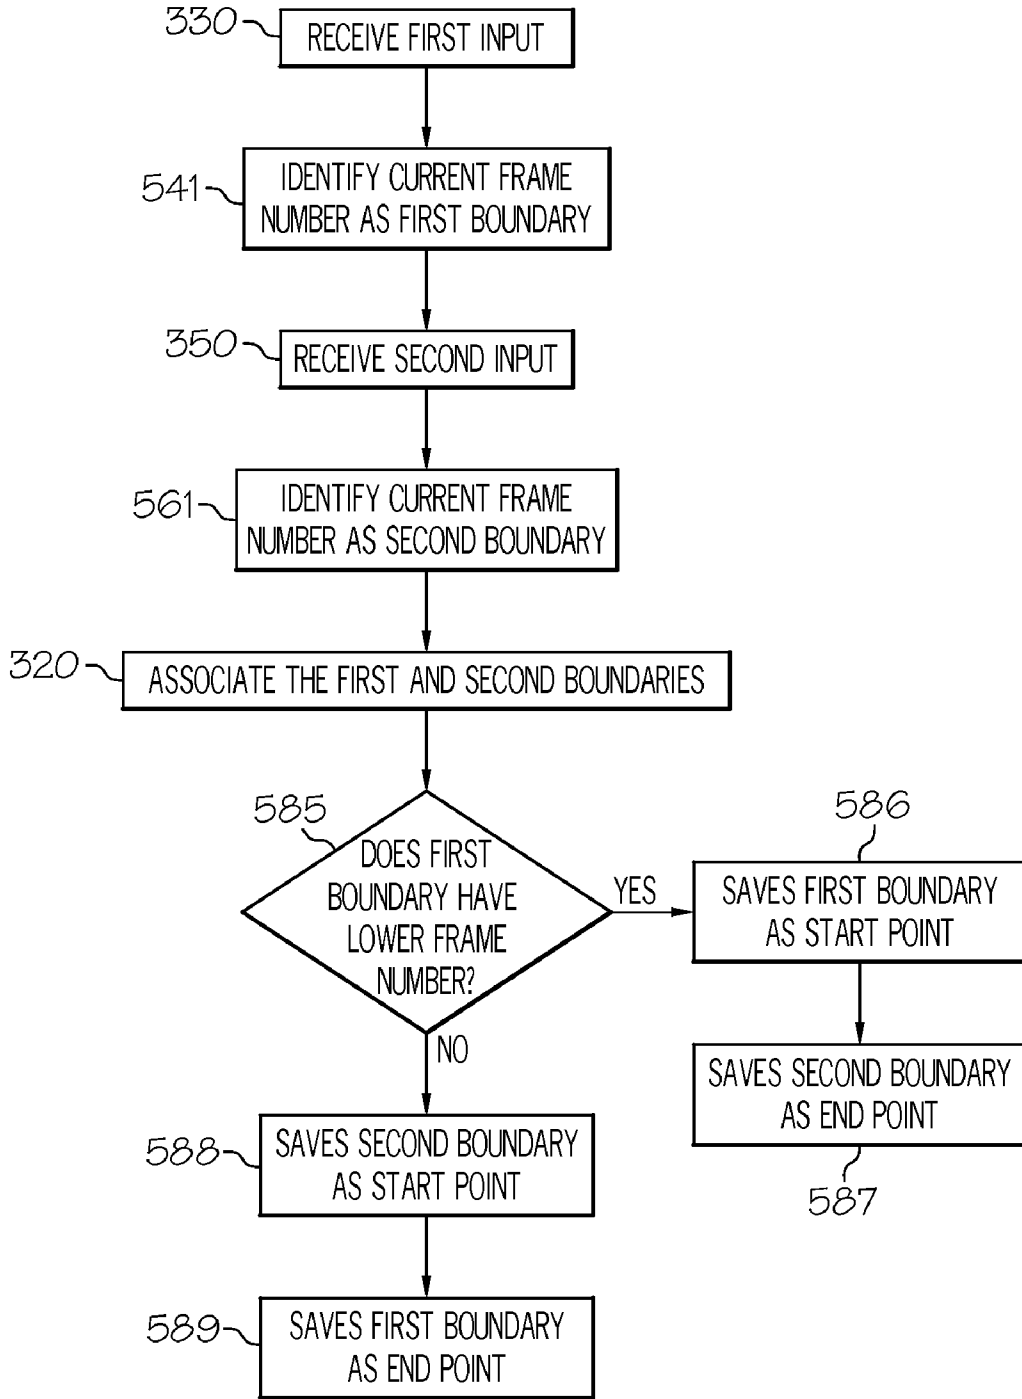 330
RECEIVE FIRST INPUT
541
IDENTIFY CURRENT FRAME
NUMBER AS FIRST BOUNDARY
350
RECEIVE SECOND INPUT
561
IDENTIFY CURRENT FRAME
NUMBER AS SECOND BOUNDARY
320
ASSOCIATE THE FIRST AND SECOND BOUNDARIES
585
DOES FIRST
BOUNDARY HAVE
LOWER FRAME
NUMBER?
YES
586
SAVES FIRST BOUNDARY
AS START POINT
SAVES SECOND BOUNDARY
AS END POINT
587
NO
588
SAVES SECOND BOUNDARY
AS START POINT
589
SAVES FIRST BOUNDARY
AS END POINT